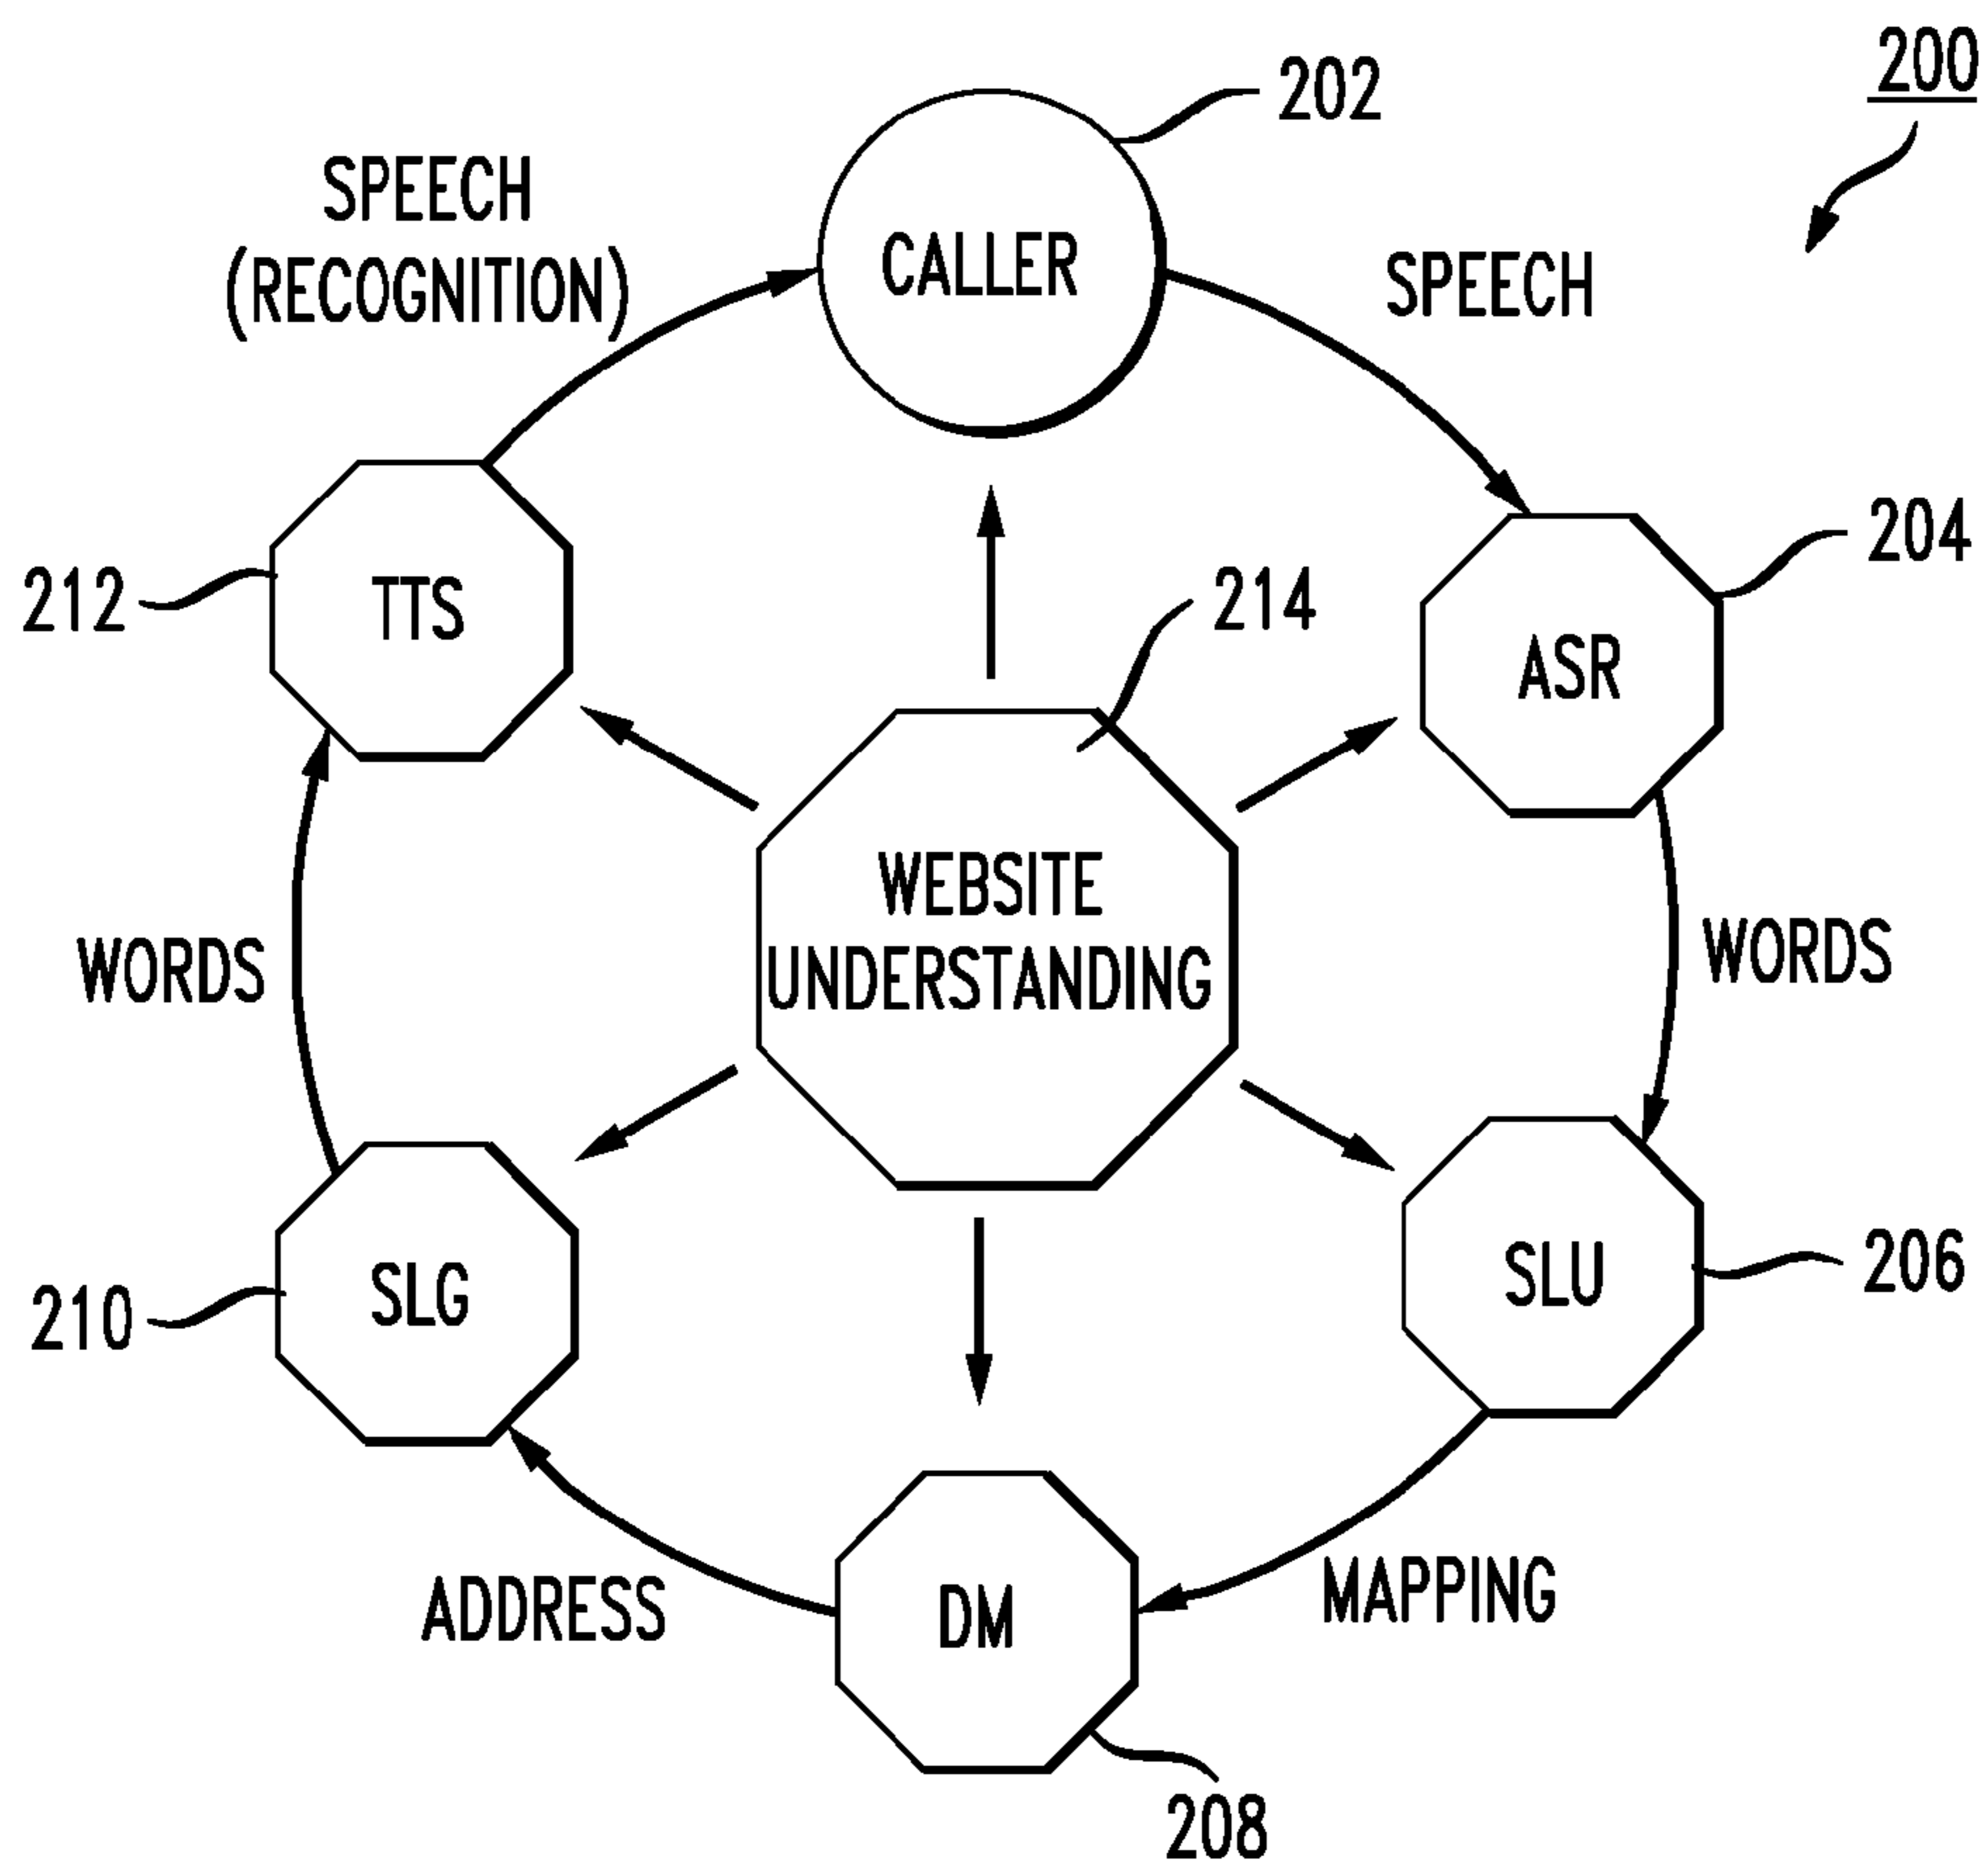 200
202
SPEECH
(RECOGNITION)
CALLER
SPEECH
204
212
TTS
214
ASR
WEBSITE
UNDERSTANDING
WORDS
WORDS
210
SLG
SLU
206
ADDRESS
DM
MAPPING
208